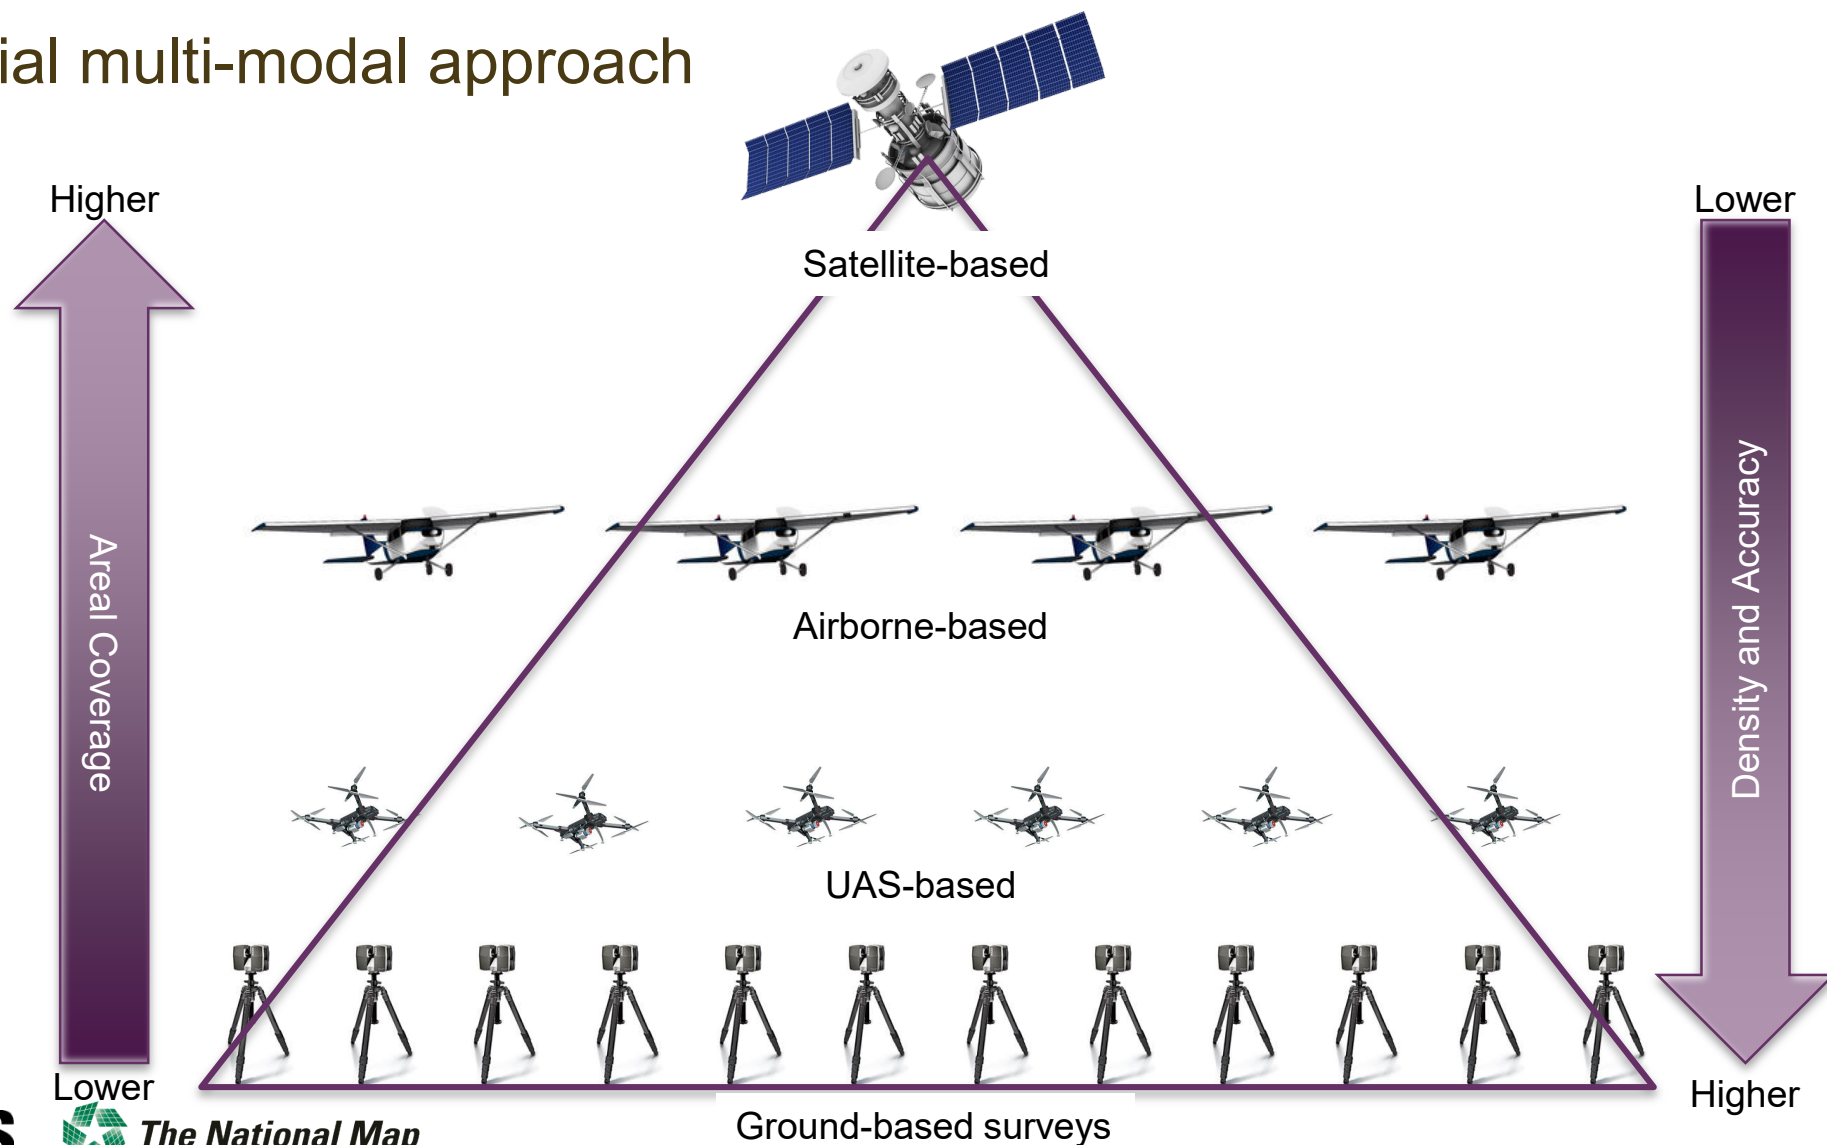 ial multi-modal approach
Higher
Lower
Satellite-based
Areal Coverage
Density and Accuracy
Airborne-based
UAS-based
Lower
Higher
The National Map
Ground-based surveys